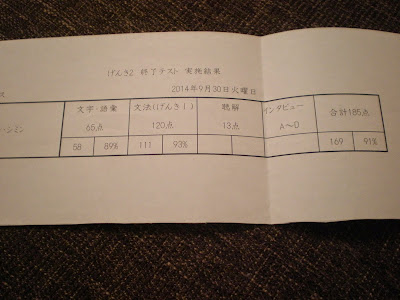 げんき2 終了テスト 実施結果
2014年9月30日火曜日
ス
文字・語彙 文法(げんきⅠ) 聴解 インタビュー 合計185点
65点 120点 13点 A～D
・シミン
58 89% 111 93% 169 91%